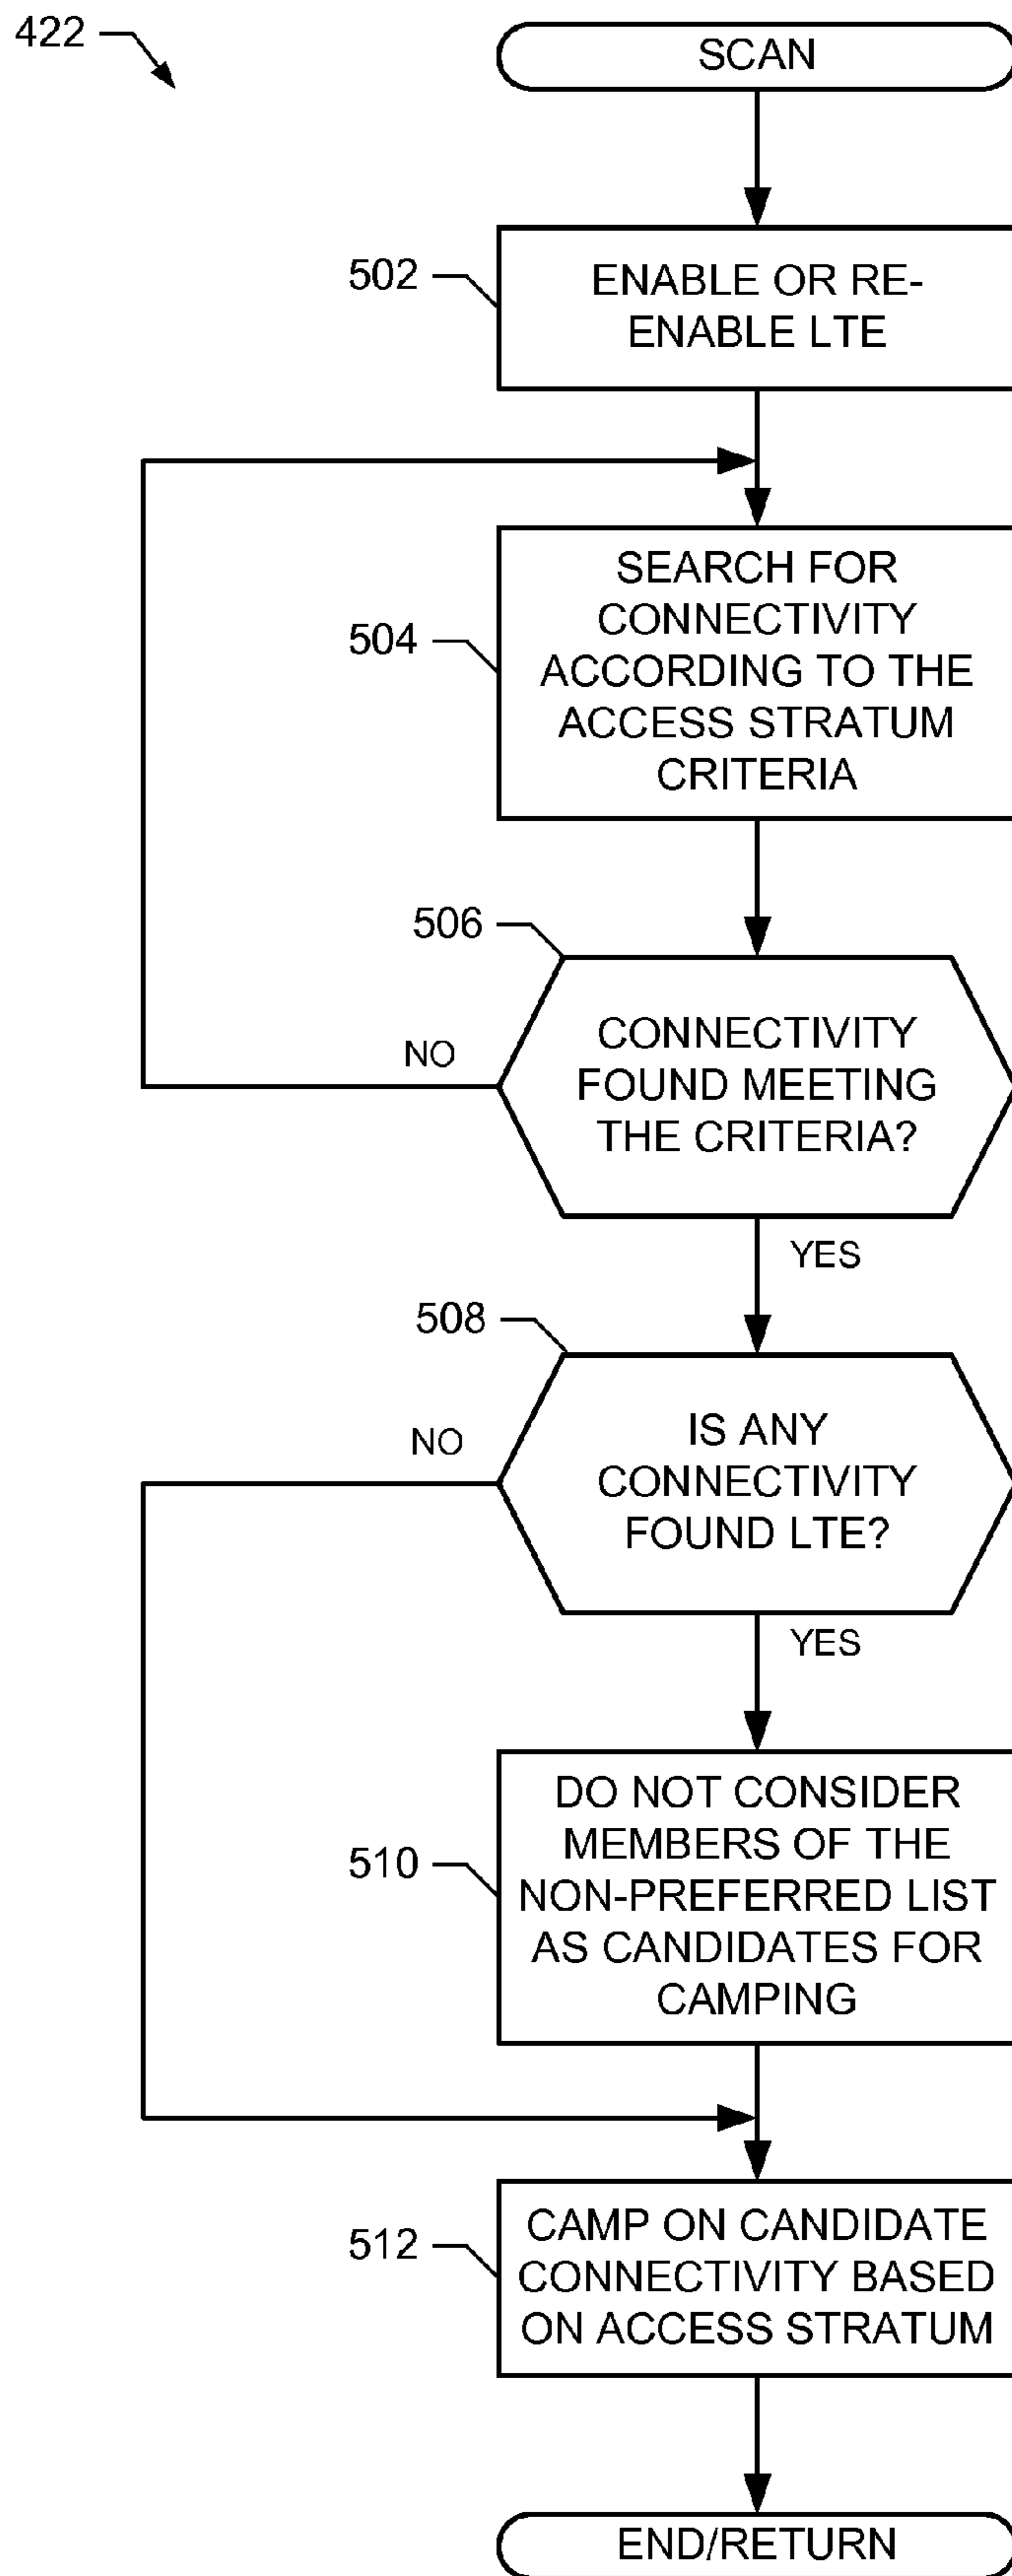 422
SCAN
502
ENABLE OR RE-
ENABLE LTE
504
SEARCH FOR
CONNECTIVITY
ACCORDING TO THE
ACCESS STRATUM
CRITERIA
506
CONNECTIVITY
FOUND MEETING
THE CRITERIA?
NO
YES
508
IS ANY
CONNECTIVITY
FOUND LTE?
NO
YES
510
DO NOT CONSIDER
MEMBERS OF THE
NON-PREFERRED LIST
AS CANDIDATES FOR
CAMPING
512
CAMP ON CANDIDATE
CONNECTIVITY BASED
ON ACCESS STRATUM
END/RETURN